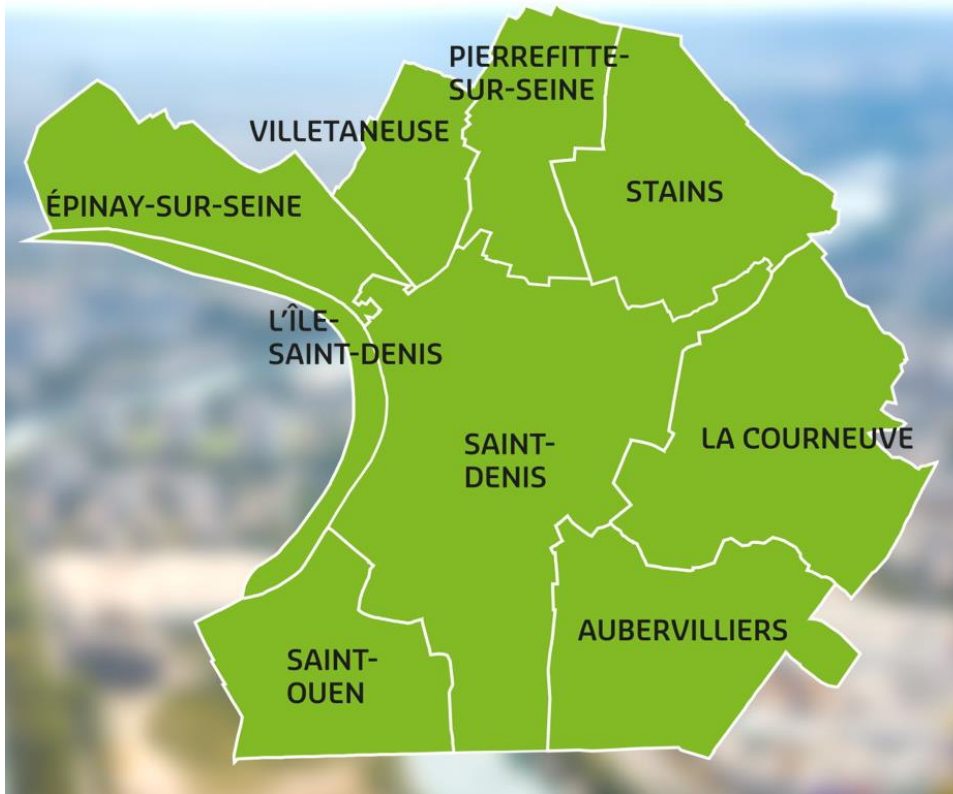 PIERREFITTE-
SUR-SEINE
VILLETANEUSE
STAINS
ÉPINAY-SUR-SEINE
L'ÎLE-
SAINT-DENIS
SAINT-
DENIS
LA COURNEUVE
AUBERVILLIERS
SAINT-
OUEN